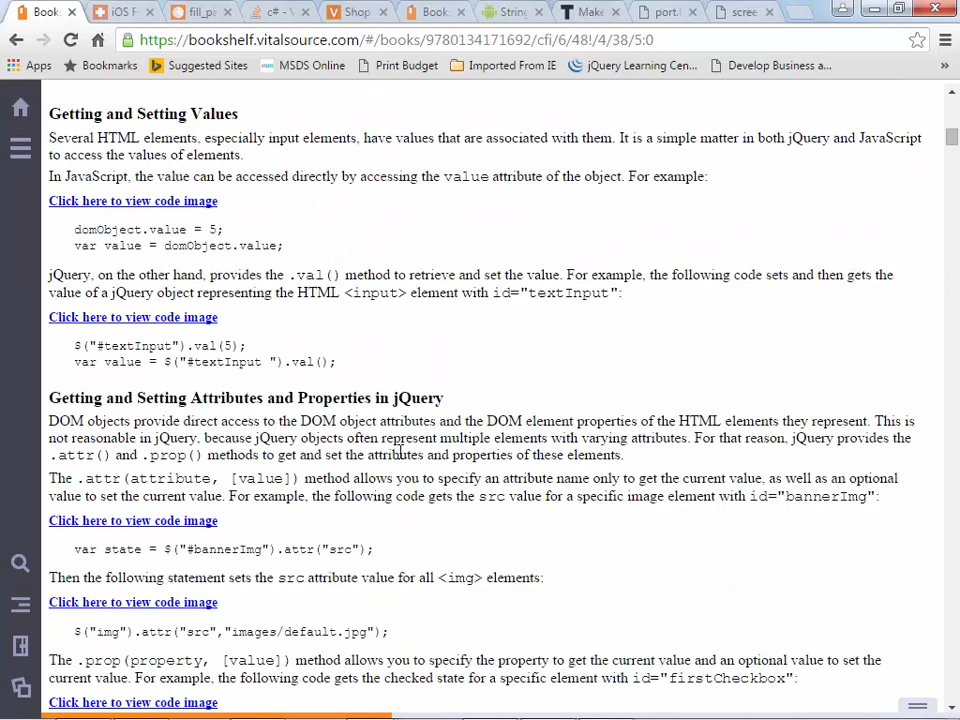 Book:
iOS F
fill_pa
c# - V
Shop
Book:
String
Make
port.l
scree
https://bookshelf.vitalsource.com/#/books/9780134171692/cfi/6/48!/4/38/5:0
Apps
Bookmarks
Suggested Sites
MSDS Online
Print Budget
Imported From IE
jQuery Learning Cen...
Develop Business a...
»
Getting and Setting Values
Several HTML elements, especially input elements, have values that are associated with them. It is a simple matter in both jQuery and JavaScript
to access the values of elements.
In JavaScript, the value can be accessed directly by accessing the value attribute of the object. For example:
Click here to view code image
domObject.value = 5;
var value = domObject.value;
jQuery, on the other hand, provides the .val() method to retrieve and set the value. For example, the following code sets and then gets the
value of a jQuery object representing the HTML <input> element with id="textInput":
Click here to view code image
$("#textInput").val(5);
var value = $("#textInput ").val();
Getting and Setting Attributes and Properties in jQuery
DOM objects provide direct access to the DOM object attributes and the DOM element properties of the HTML elements they represent. This is
not reasonable in jQuery, because jQuery objects often represent multiple elements with varying attributes. For that reason, jQuery provides the
.attr() and .prop() methods to get and set the attributes and properties of these elements.
The .attr(attribute, [value]) method allows you to specify an attribute name only to get the current value, as well as an optional
value to set the current value. For example, the following code gets the src value for a specific image element with id="bannerImg":
Click here to view code image
var state = $("#bannerImg").attr("src");
Then the following statement sets the src attribute value for all <img> elements:
Click here to view code image
$("img").attr("src","images/default.jpg");
The .prop(property, [value]) method allows you to specify the property to get the current value and an optional value to set the
current value. For example, the following code gets the checked state for a specific element with id="firstCheckbox":
Click here to view code image